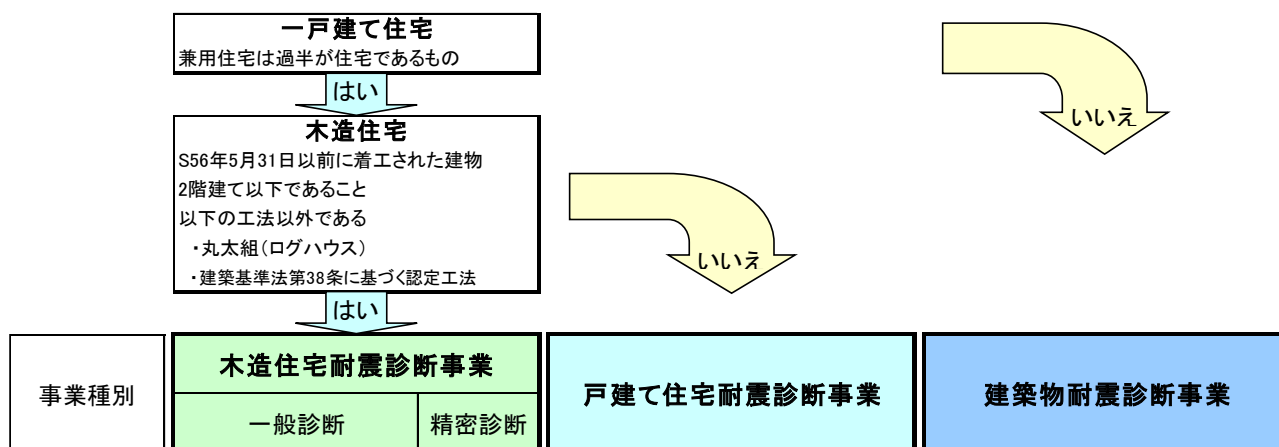 一戸建て住宅
兼用住宅は過半が住宅であるもの
はい
いいえ
木造住宅
S56年5月31日以前に着工された建物
2階建て以下であること
以下の工法以外である
・丸太組(ログハウス)
・建築基準法第38条に基づく認定工法
いいえ
はい
事業種別
木造住宅耐震診断事業
一般診断
精密診断
戸建て住宅耐震診断事業
建築物耐震診断事業